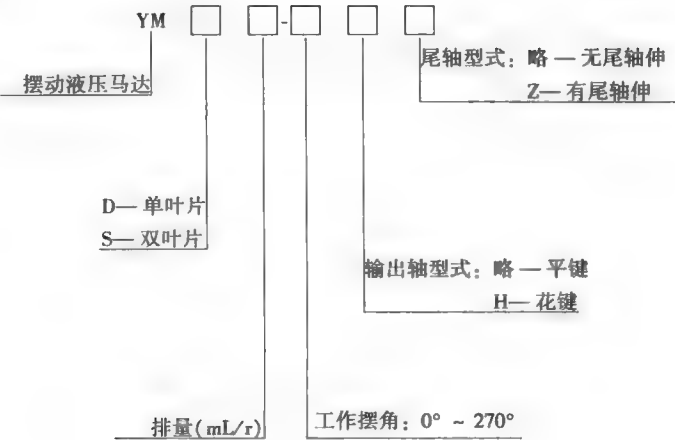 YM □ □-□ □ □
尾轴型式：略—无尾轴伸
Z—有尾轴伸
摆动液压马达
D—单叶片
S—双叶片
输出轴型式：略—平键
H—花键
排量(mL/r)
工作摆角：0° ~ 270°